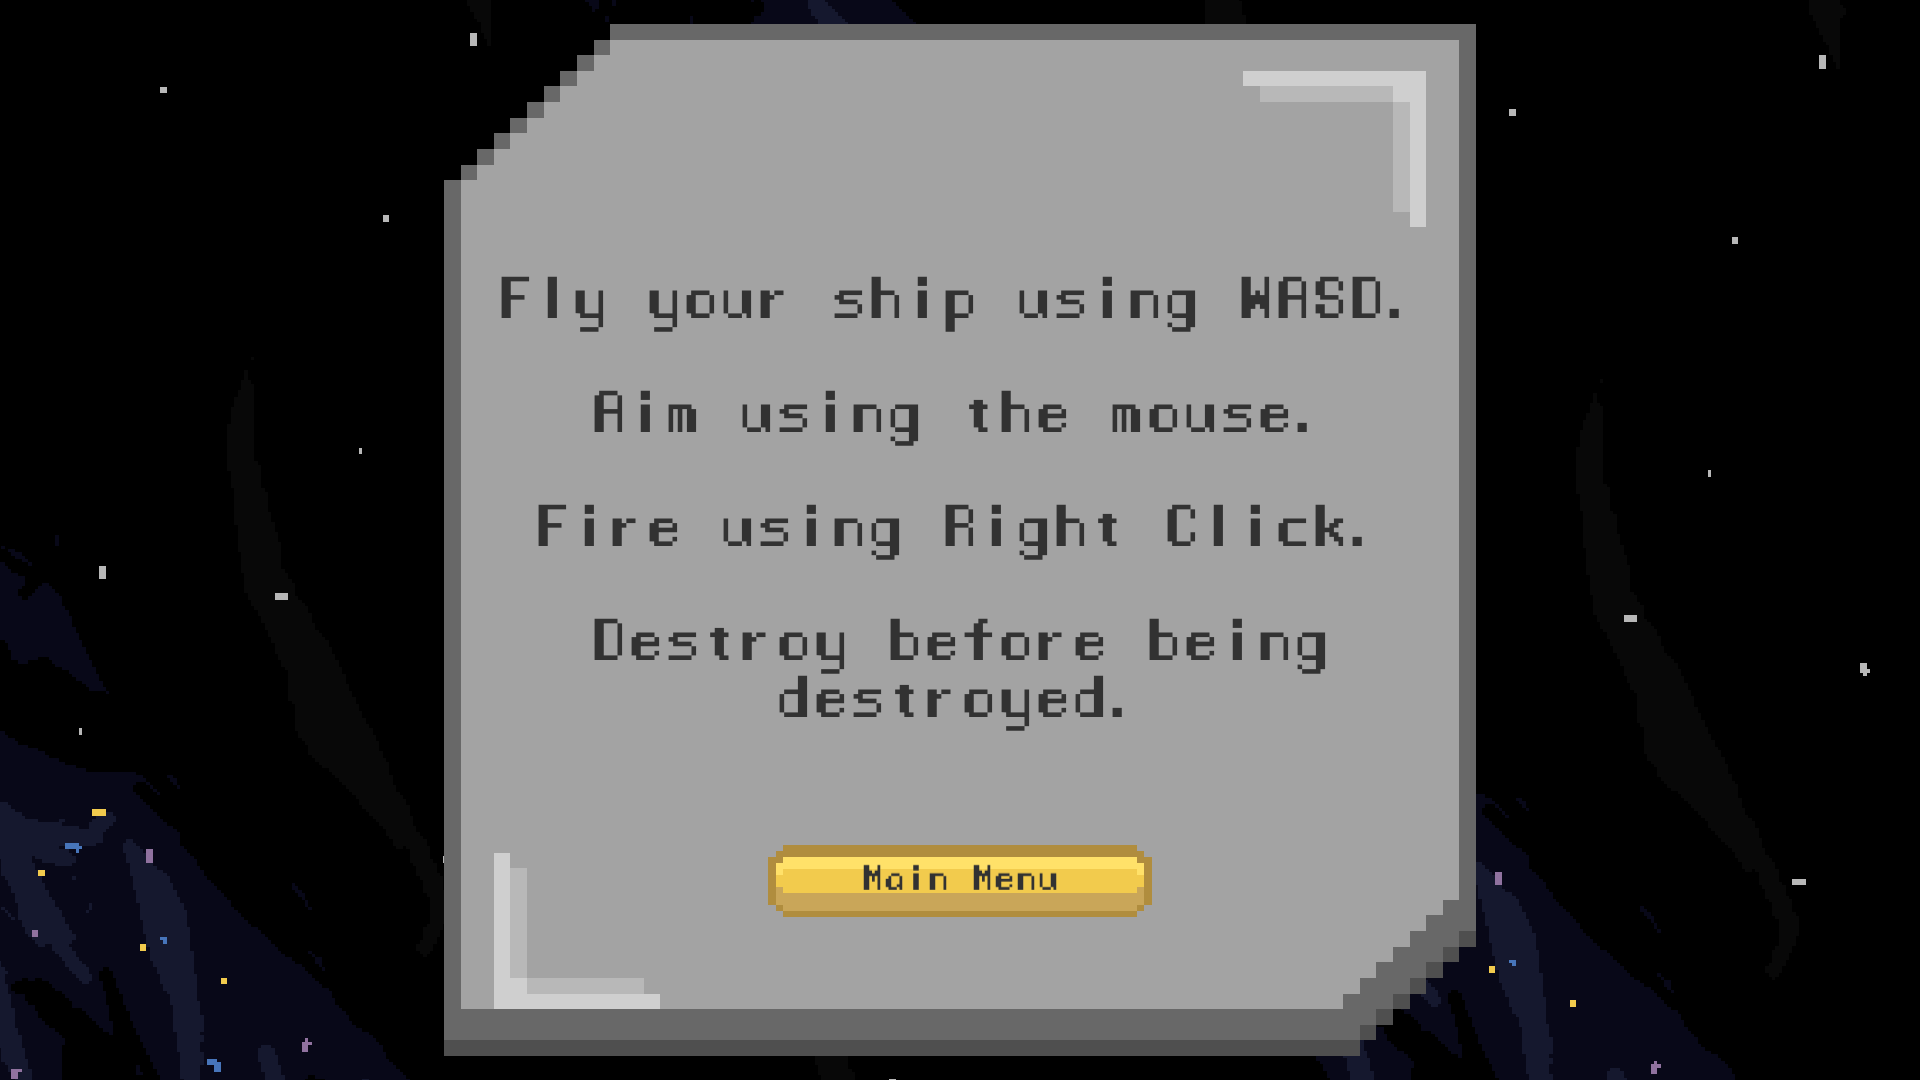 Fly your ship using WASD.
Aim using the mouse.
Fire using Right Click.
Destroy before being
destroyed.
Main Menu